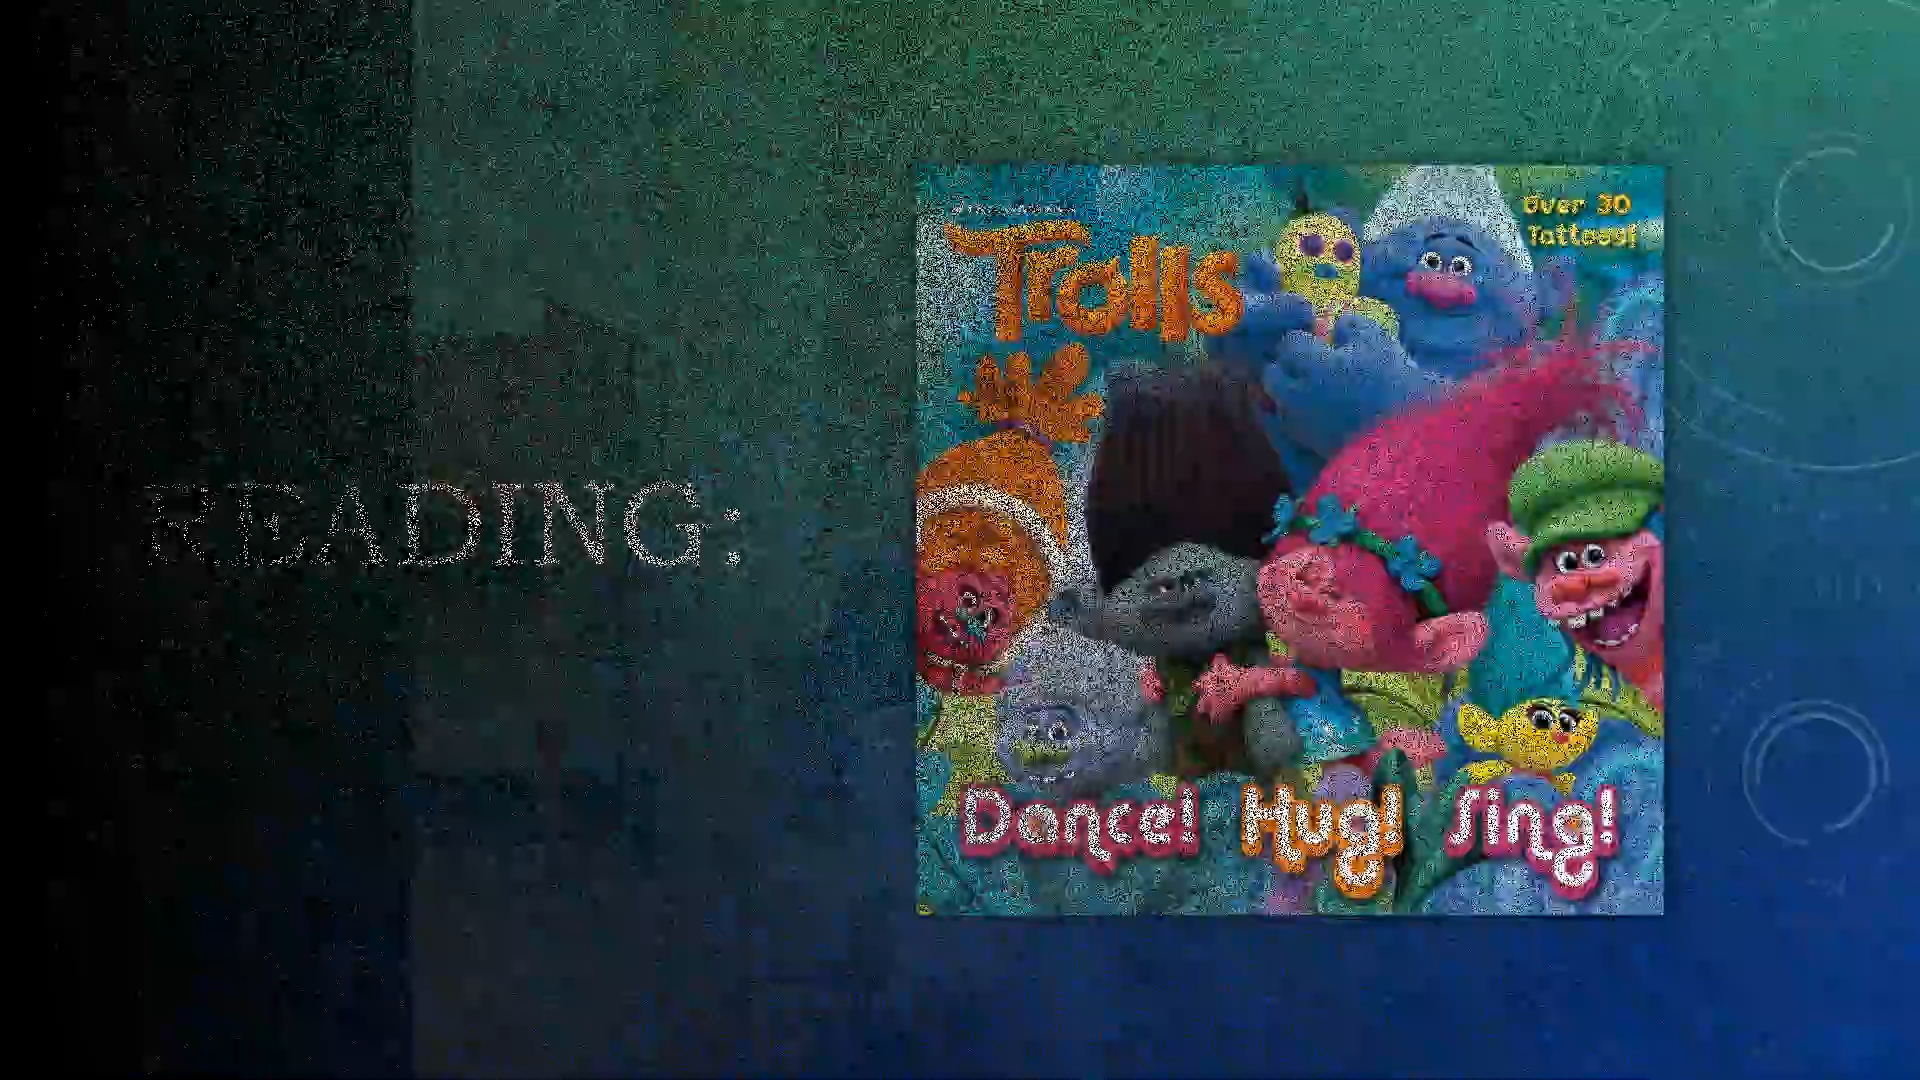 READING:
Trolls
Over 30
Tattoos!
Dance! Hug! Sing!